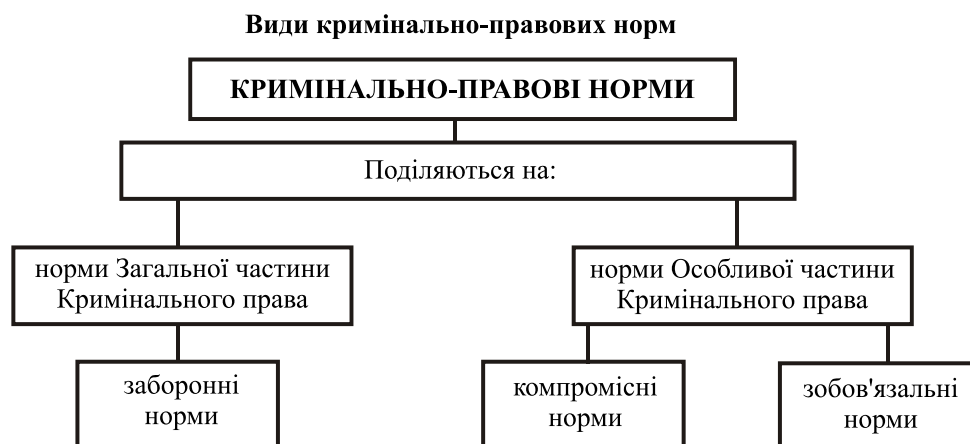 Види кримінально-правових норм
КРИМІНАЛЬНО-ПРАВОВІ НОРМИ
Поділяються на:
норми Загальної частини
Кримінального права
норми Особливої частини
Кримінального права
заборонні
норми
компромісні
норми
зобов'язальні
норми